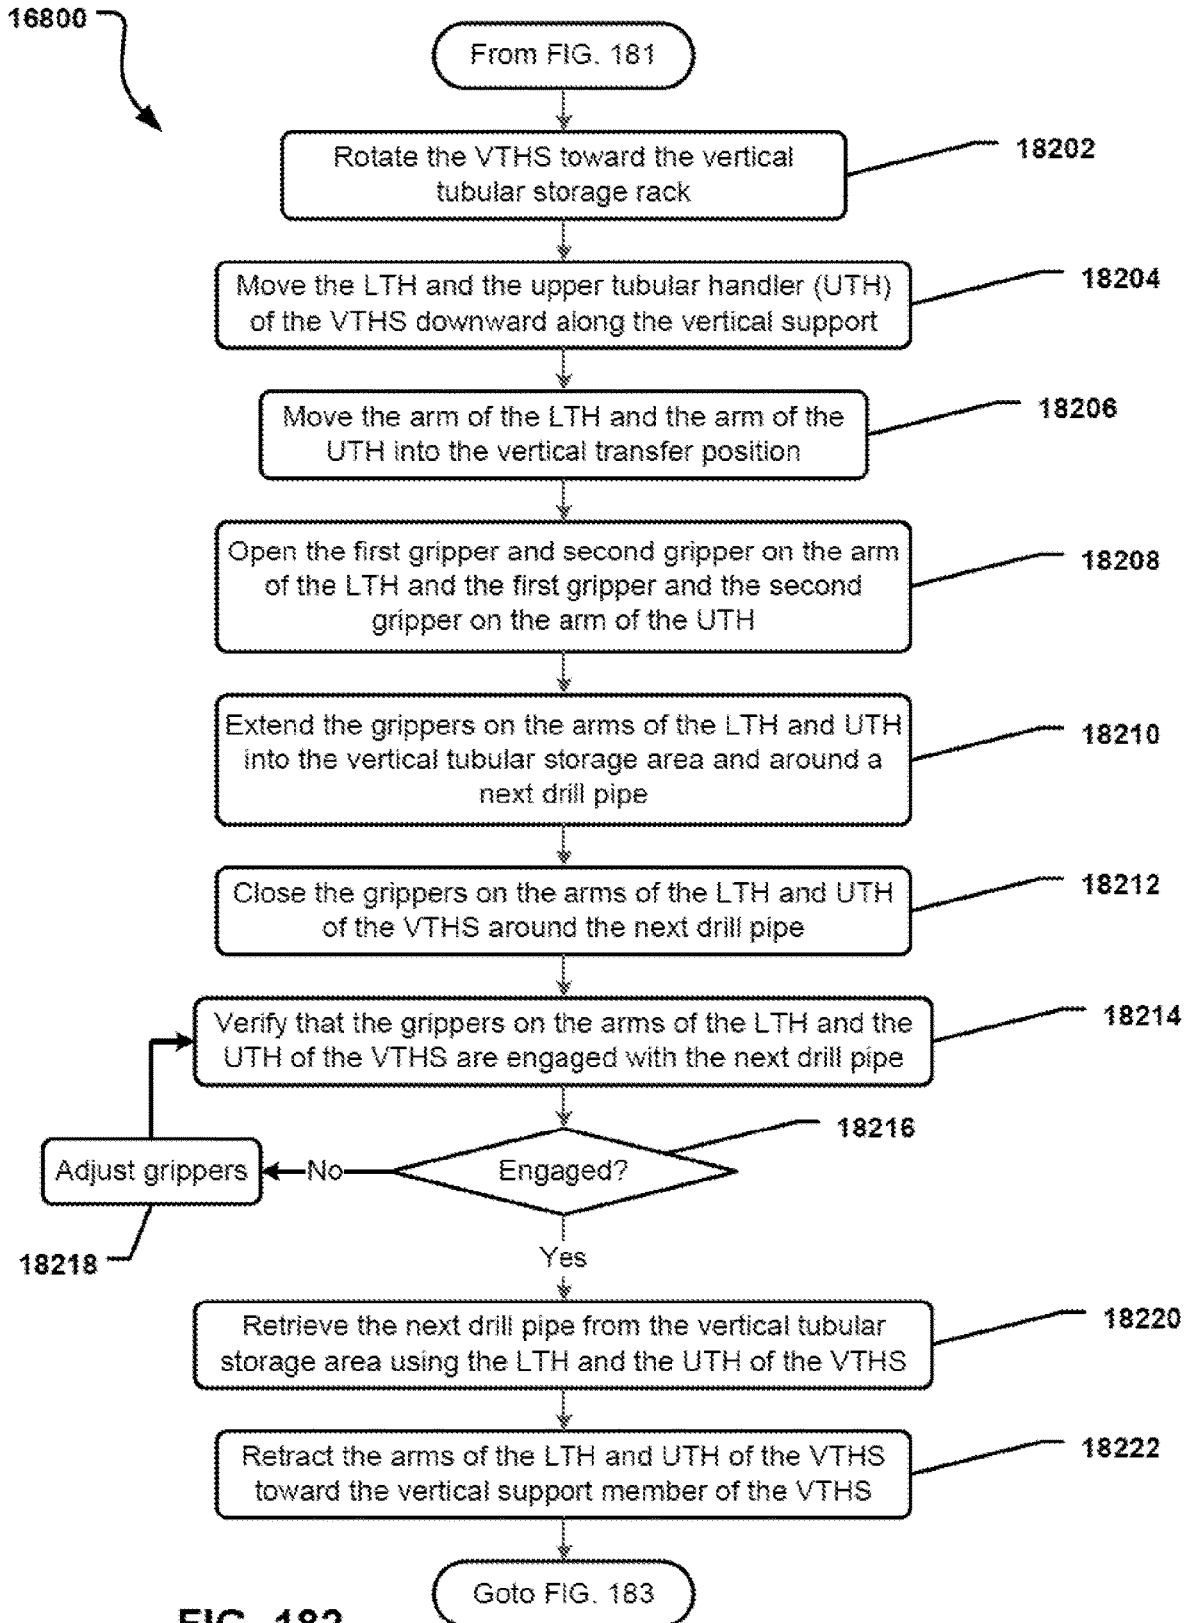 16800
From FIG. 181
Rotate the VTHS toward the vertical
tubular storage rack
18202
Move the LTH and the upper tubular handler (UTH)
of the VTHS downward along the vertical support
18204
Move the arm of the LTH and the arm of the
UTH into the vertical transfer position
18206
Open the first gripper and second gripper on the arm
of the LTH and the first gripper and the second
gripper on the arm of the UTH
18208
Extend the grippers on the arms of the LTH and UTH
into the vertical tubular storage area and around a
next drill pipe
18210
Close the grippers on the arms of the LTH and UTH
of the VTHS around the next drill pipe
18212
Verify that the grippers on the arms of the LTH and the
UTH of the VTHS are engaged with the next drill pipe
18214
Engaged?
18216
No
Adjust grippers
18218
Yes
Retrieve the next drill pipe from the vertical tubular
storage area using the LTH and the UTH of the VTHS
18220
Retract the arms of the LTH and UTH of the VTHS
toward the vertical support member of the VTHS
18222
Goto FIG. 183
FIG. 182